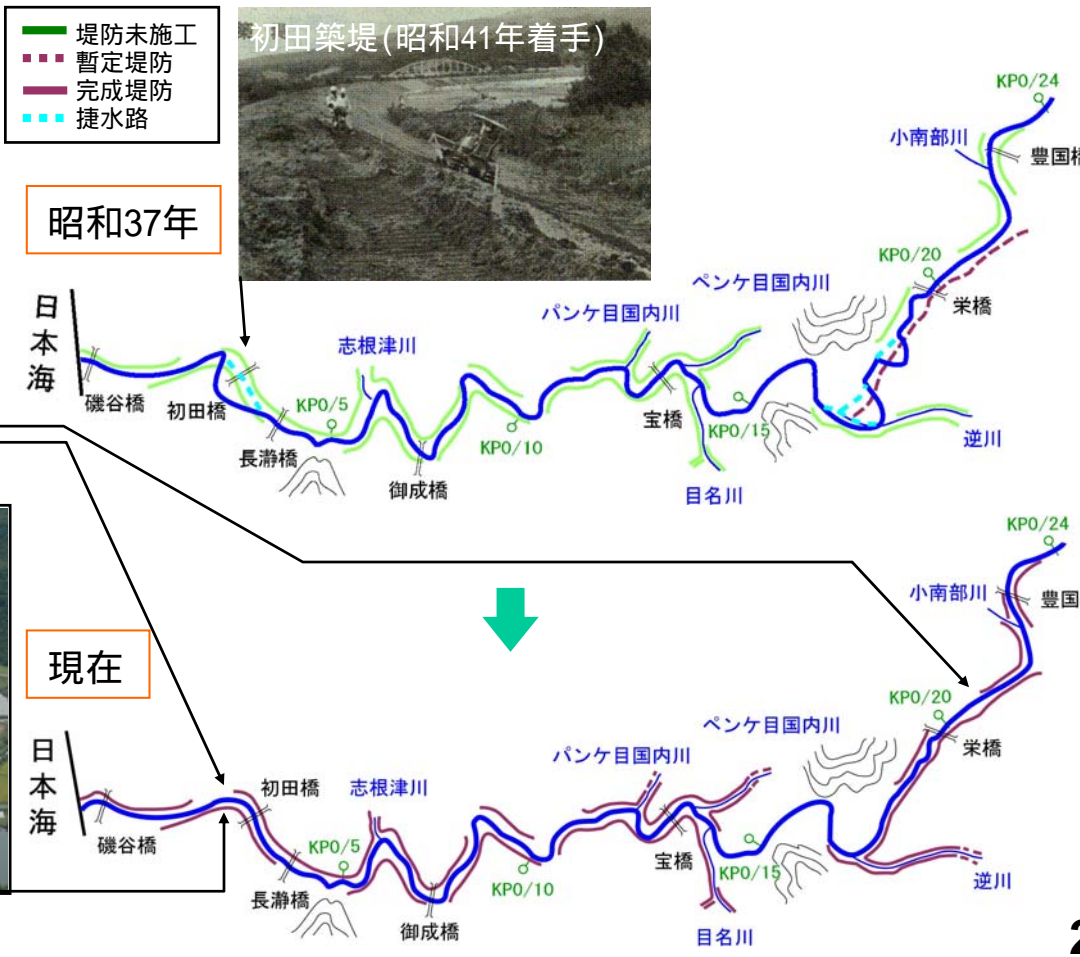 堤防未施工
暫定堤防
完成堤防
捷水路
初田築堤(昭和41年着手)
昭和37年
日本海
磯谷橋
初田橋
長瀞橋
KP0/5
志根津川
御成橋
KP0/10
パンケ目国内川
ペンケ目国内川
宝橋
KP0/15
目名川
逆川
KP0/20
栄橋
小南部川
豊国橋
KP0/24
現在
日本海
磯谷橋
初田橋
長瀞橋
KP0/5
志根津川
御成橋
KP0/10
パンケ目国内川
ペンケ目国内川
宝橋
KP0/15
目名川
逆川
KP0/20
栄橋
小南部川
豊国
KP0/24
2